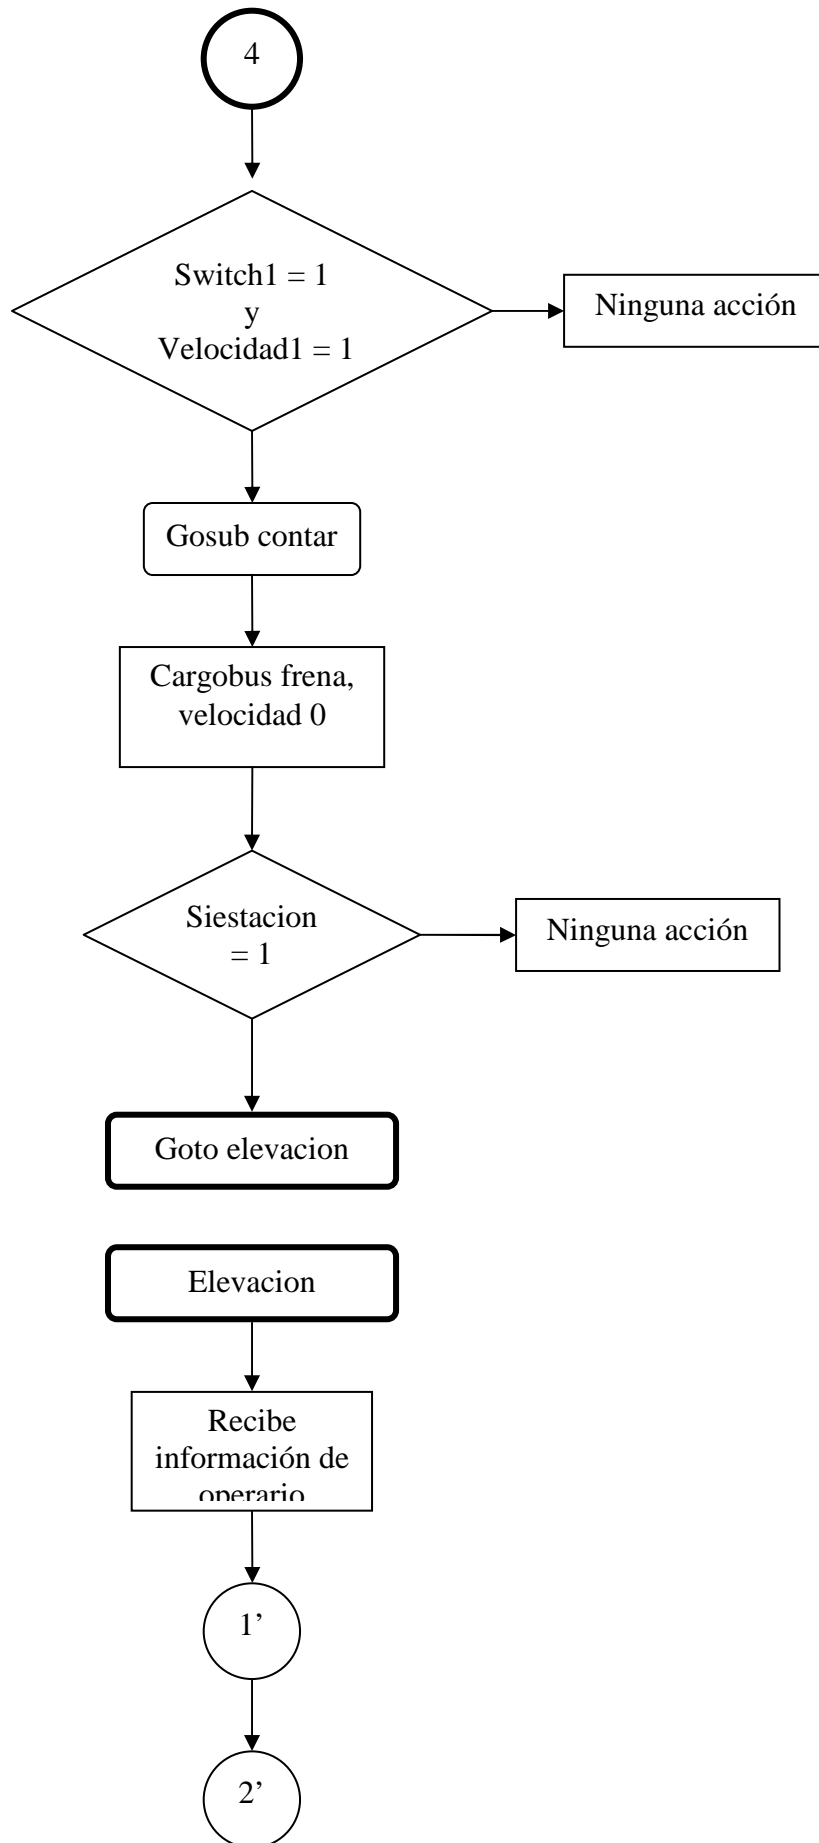 4
Switch1 = 1
y
Velocidad1 = 1
Ninguna acción
Gosub contar
Cargobus frena,
velocidad 0
Siestacion
= 1
Ninguna acción
Goto elevacion
Elevacion
Recibe
información de
operario
1’
2’